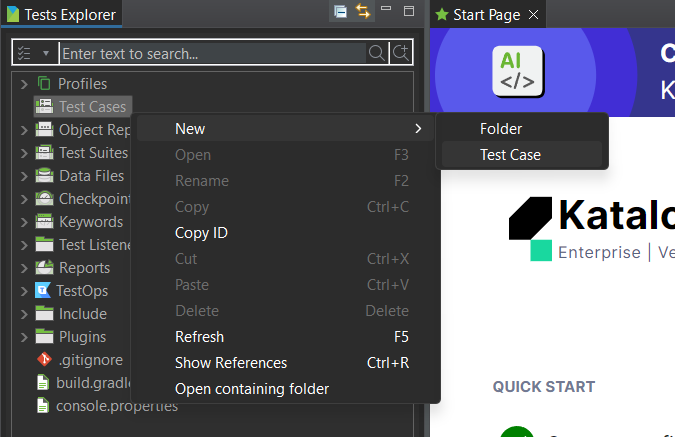 Tests Explorer
Start Page
Enter text to search...
Profiles
Test Cases
Object Rep
Test Suites
Data Files
Checkpoint
Keywords
Test Listene
Reports
TestOps
Include
Plugins
.gitignore
build.gradle
console.properties
New
Open F3
Rename F2
Copy Ctrl+C
Copy ID
Cut Ctrl+X
Paste Ctrl+V
Delete Delete
Refresh F5
Show References Ctrl+R
Open containing folder
Folder
Test Case
AI
</>
C
K
Katalo
Enterprise | Ve
QUICK START